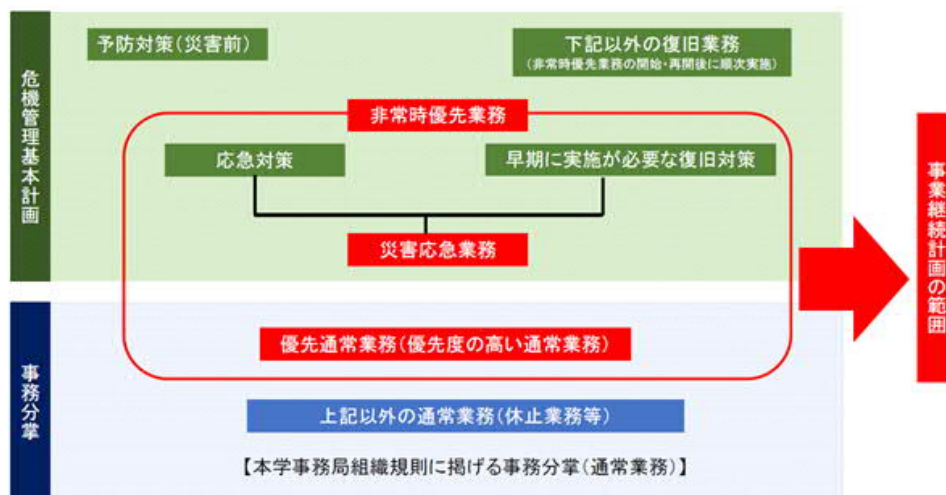 危機管理基本計画
予防対策(災害前)
下記以外の復旧業務
(非常時優先業務の開始・再開後に順次実施)
非常時優先業務
応急対策
早期に実施が必要な復旧対策
災害応急業務
事業継続計画の範囲
事務分掌
優先通常業務(優先度の高い通常業務)
上記以外の通常業務(休止業務等)
【本学事務局組織規則に掲げる事務分掌(通常業務)】